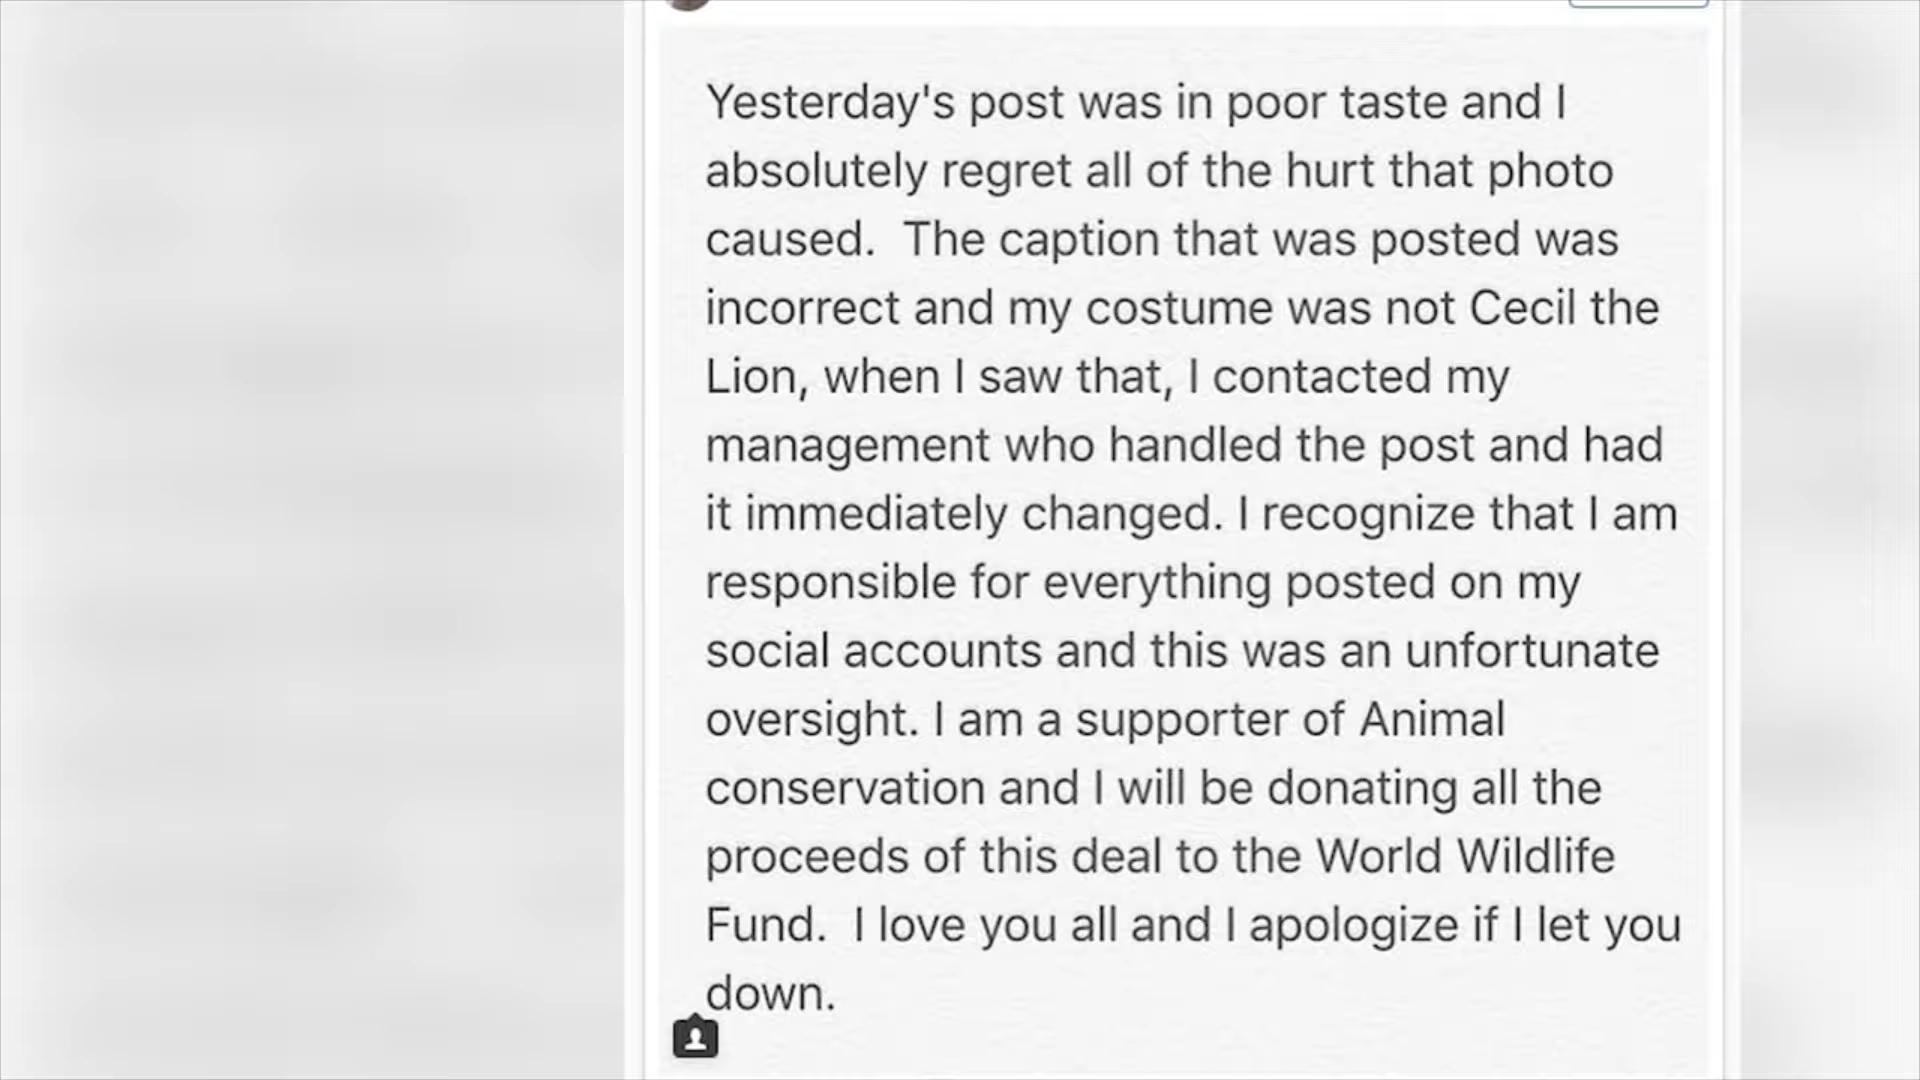 Yesterday's post was in poor taste and I
absolutely regret all of the hurt that photo
caused.  The caption that was posted was
incorrect and my costume was not Cecil the
Lion, when I saw that, I contacted my
management who handled the post and had
it immediately changed. I recognize that I am
responsible for everything posted on my
social accounts and this was an unfortunate
oversight. I am a supporter of Animal
conservation and I will be donating all the
proceeds of this deal to the World Wildlife
Fund.  I love you all and I apologize if I let you
down.